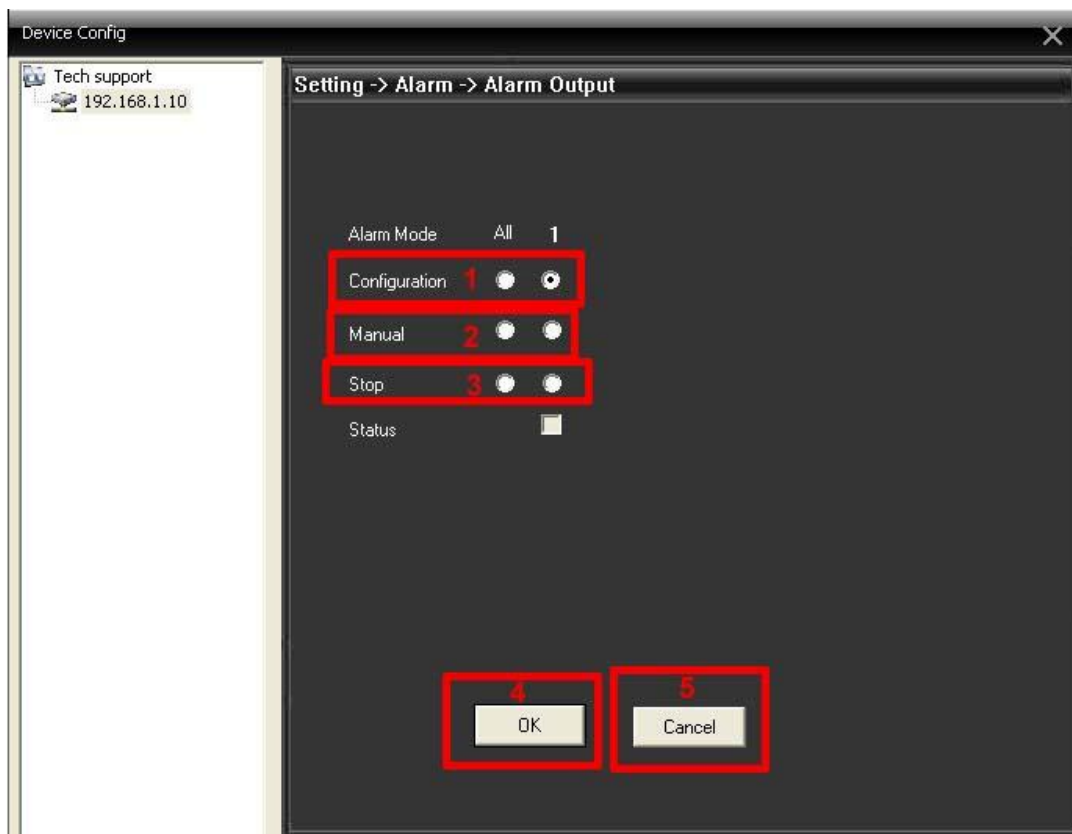 Device Config
Tech support
192.168.1.10
Setting -> Alarm -> Alarm Output
Alarm Mode All 1
Configuration 1
Manual 2
Stop 3
Status
4
OK
5
Cancel